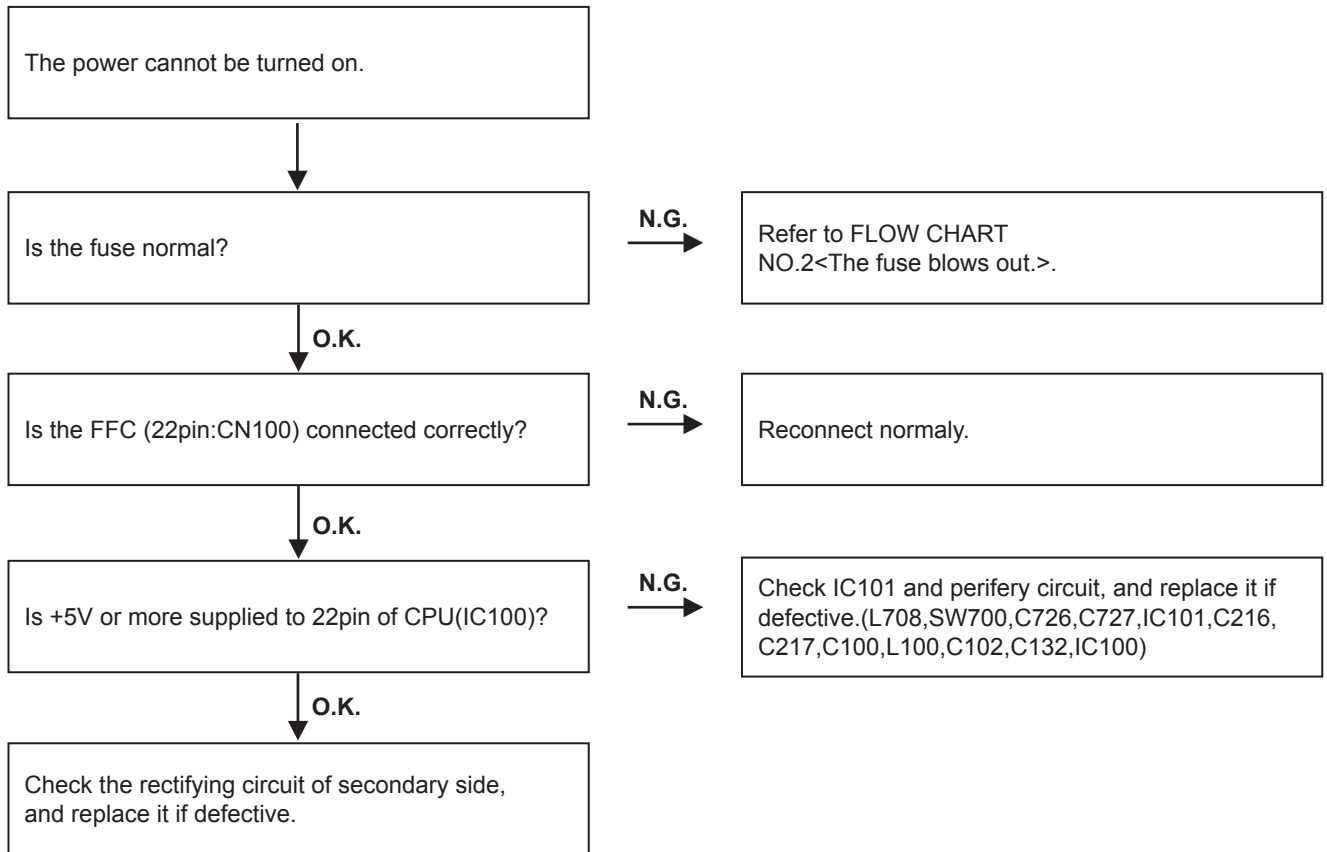 The power cannot be turned on.
Is the fuse normal?
N.G.
Refer to FLOW CHART
NO.2<The fuse blows out.>.
O.K.
Is the FFC (22pin:CN100) connected correctly?
N.G.
Reconnect normaly.
O.K.
Is +5V or more supplied to 22pin of CPU(IC100)?
N.G.
Check IC101 and perifery circuit, and replace it if
defective.(L708,SW700,C726,C727,IC101,C216,
C217,C100,L100,C102,C132,IC100)
O.K.
Check the rectifying circuit of secondary side,
and replace it if defective.